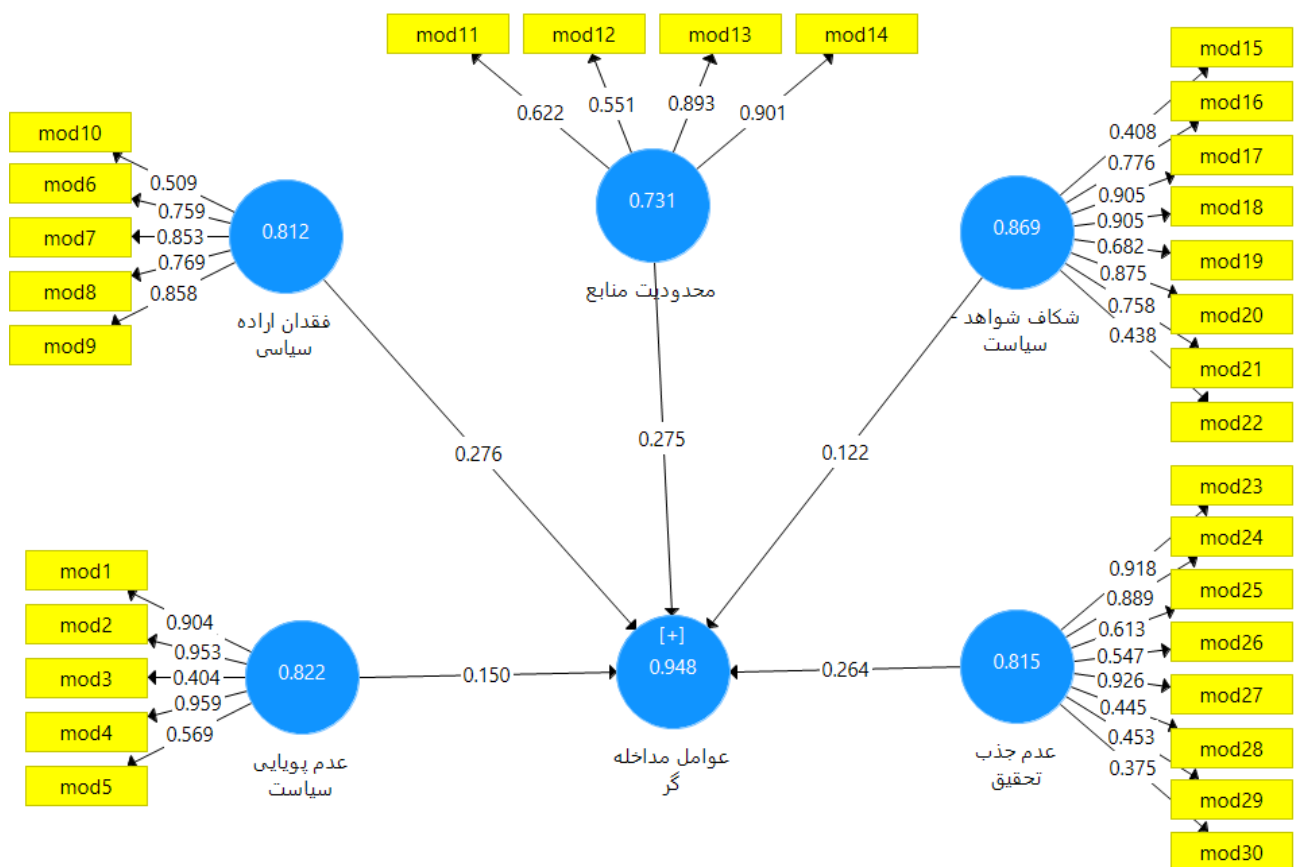 mod11
mod12
mod13
mod14
0.622
0.551
0.893
0.901
0.731
محدودیت منابع
0.275
mod10
mod6
mod7
mod8
mod9
0.509
0.759
0.853
0.769
0.858
0.812
فقدان اراده
سیاسی
0.276
mod15
mod16
mod17
mod18
mod19
mod20
mod21
mod22
0.408
0.776
0.905
0.905
0.682
0.875
0.758
0.438
0.869
شکاف شواهد -
سیاست
0.122
mod1
mod2
mod3
mod4
mod5
0.904
0.953
0.404
0.959
0.569
0.822
عدم پویایی
سیاست
0.150
[+]
0.948
عوامل مداخله
گر
0.264
0.815
عدم جذب
تحقیق
0.918
0.889
0.613
0.547
0.926
0.445
0.453
0.375
mod23
mod24
mod25
mod26
mod27
mod28
mod29
mod30